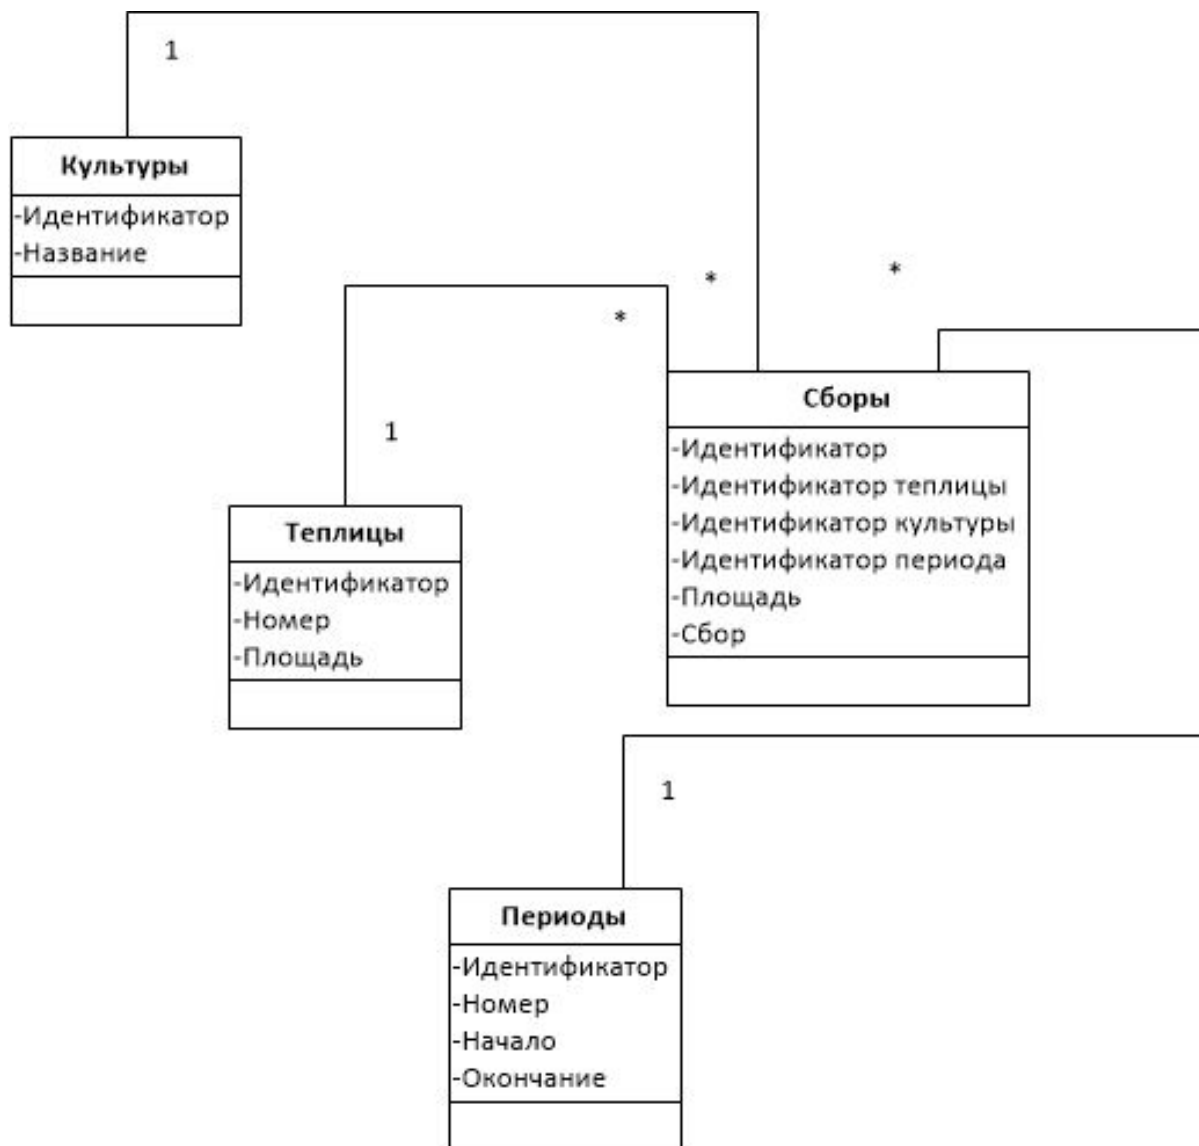 1
Культуры
-Идентификатор
-Название
*
*
*
1
Сборы
-Идентификатор
-Идентификатор теплицы
-Идентификатор культуры
-Идентификатор периода
-Площадь
-Сбор
Теплицы
-Идентификатор
-Номер
-Площадь
1
Периоды
-Идентификатор
-Номер
-Начало
-Окончание